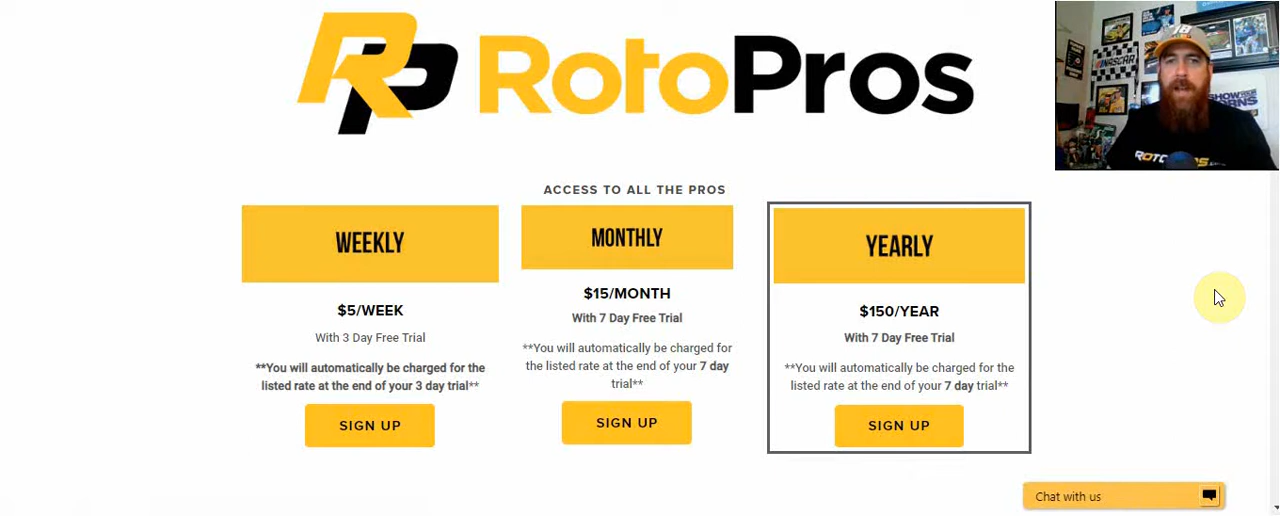 RP RotoPros
ACCESS TO ALL THE PROS
WEEKLY
$5/WEEK
With 3 Day Free Trial
**You will automatically be charged for the
listed rate at the end of your 3 day trial**
SIGN UP
MONTHLY
$15/MONTH
With 7 Day Free Trial
**You will automatically be charged for
the listed rate at the end of your 7 day
trial**
SIGN UP
YEARLY
$150/YEAR
With 7 Day Free Trial
**You will automatically be charged for the
listed rate at the end of your 7 day trial**
SIGN UP
Chat with us
18
NASCAR